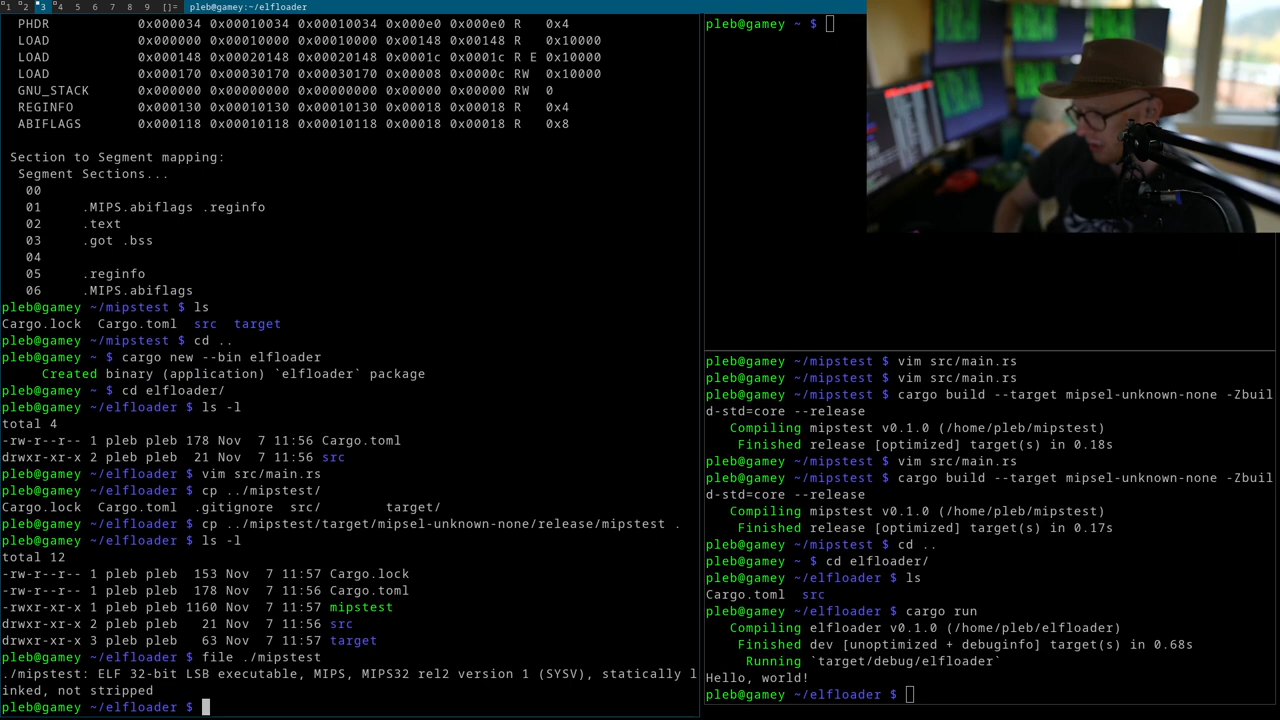 1 2 3 4 5 6 7 8 9 []= pleb@gamey:~/elfloader
PHDR 0x000034 0x00010034 0x00010034 0x000e0 0x000e0 R 0x4
LOAD 0x000000 0x00010000 0x00010000 0x00148 0x00148 R 0x10000
LOAD 0x000148 0x00020148 0x00020148 0x0001c 0x0001c R E 0x10000
LOAD 0x000170 0x00030170 0x00030170 0x00008 0x0000c RW 0x10000
GNU_STACK 0x000000 0x00000000 0x00000000 0x00000 0x00000 RW 0
REGINFO 0x000130 0x00010130 0x00010130 0x00018 0x00018 R 0x4
ABIFLAGS 0x000118 0x00010118 0x00010118 0x00018 0x00018 R 0x8
Section to Segment mapping:
Segment Sections...
00
01 .MIPS.abiflags .reginfo
02 .text
03 .got .bss
04
05 .reginfo
06 .MIPS.abiflags
pleb@gamey ~/mipstest $ ls
Cargo.lock Cargo.toml src target
pleb@gamey ~/mipstest $ cd ..
pleb@gamey ~ $ cargo new --bin elfloader
Created binary (application) `elfloader` package
pleb@gamey ~ $ cd elfloader/
pleb@gamey ~/elfloader $ ls -l
total 4
-rw-r--r-- 1 pleb pleb 178 Nov 7 11:56 Cargo.toml
drwxr-xr-x 2 pleb pleb 21 Nov 7 11:56 src
pleb@gamey ~/elfloader $ vim src/main.rs
pleb@gamey ~/elfloader $ cp ../mipstest/
Cargo.lock Cargo.toml .gitignore src/ target/
pleb@gamey ~/elfloader $ cp ../mipstest/target/mipsel-unknown-none/release/mipstest .
pleb@gamey ~/elfloader $ ls -l
total 12
-rw-r--r-- 1 pleb pleb 153 Nov 7 11:57 Cargo.lock
-rw-r--r-- 1 pleb pleb 178 Nov 7 11:56 Cargo.toml
-rwxr-xr-x 1 pleb pleb 1160 Nov 7 11:57 mipstest
drwxr-xr-x 2 pleb pleb 21 Nov 7 11:56 src
drwxr-xr-x 3 pleb pleb 63 Nov 7 11:57 target
pleb@gamey ~/elfloader $ file ./mipstest
./mipstest: ELF 32-bit LSB executable, MIPS, MIPS32 rel2 version 1 (SYSV), statically l
inked, not stripped
pleb@gamey ~/elfloader $
pleb@gamey ~ $
pleb@gamey ~/mipstest $ vim src/main.rs
pleb@gamey ~/mipstest $ vim src/main.rs
pleb@gamey ~/mipstest $ cargo build --target mipsel-unknown-none -Zbuil
d-std=core --release
Compiling mipstest v0.1.0 (/home/pleb/mipstest)
Finished release [optimized] target(s) in 0.18s
pleb@gamey ~/mipstest $ vim src/main.rs
pleb@gamey ~/mipstest $ cargo build --target mipsel-unknown-none -Zbuil
d-std=core --release
Compiling mipstest v0.1.0 (/home/pleb/mipstest)
Finished release [optimized] target(s) in 0.17s
pleb@gamey ~/mipstest $ cd ..
pleb@gamey ~ $ cd elfloader/
pleb@gamey ~/elfloader $ ls
Cargo.toml src
pleb@gamey ~/elfloader $ cargo run
Compiling elfloader v0.1.0 (/home/pleb/elfloader)
Finished dev [unoptimized + debuginfo] target(s) in 0.68s
Running `target/debug/elfloader`
Hello, world!
pleb@gamey ~/elfloader $